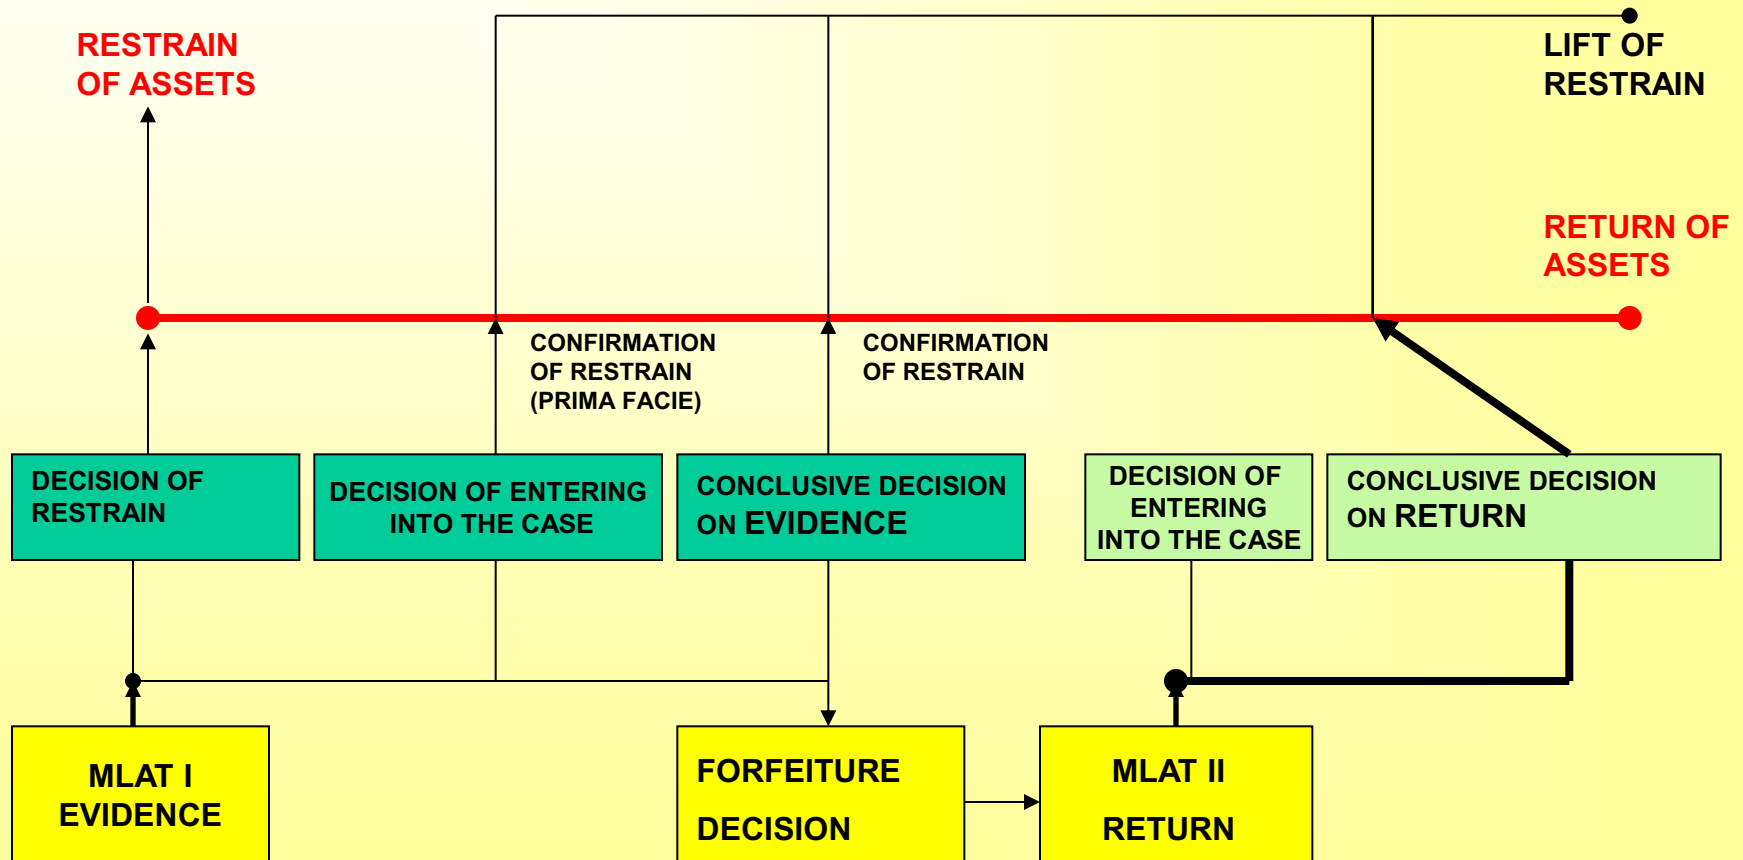 RESTRAIN
OF ASSETS
LIFT OF
RESTRAIN
RETURN OF
ASSETS
CONFIRMATION
OF RESTRAIN
(PRIMA FACIE)
CONFIRMATION
OF RESTRAIN
DECISION OF
RESTRAIN
DECISION OF ENTERING
INTO THE CASE
CONCLUSIVE DECISION
ON EVIDENCE
DECISION OF
ENTERING
INTO THE CASE
CONCLUSIVE DECISION
ON RETURN
MLAT I
EVIDENCE
FORFEITURE
DECISION
MLAT II
RETURN